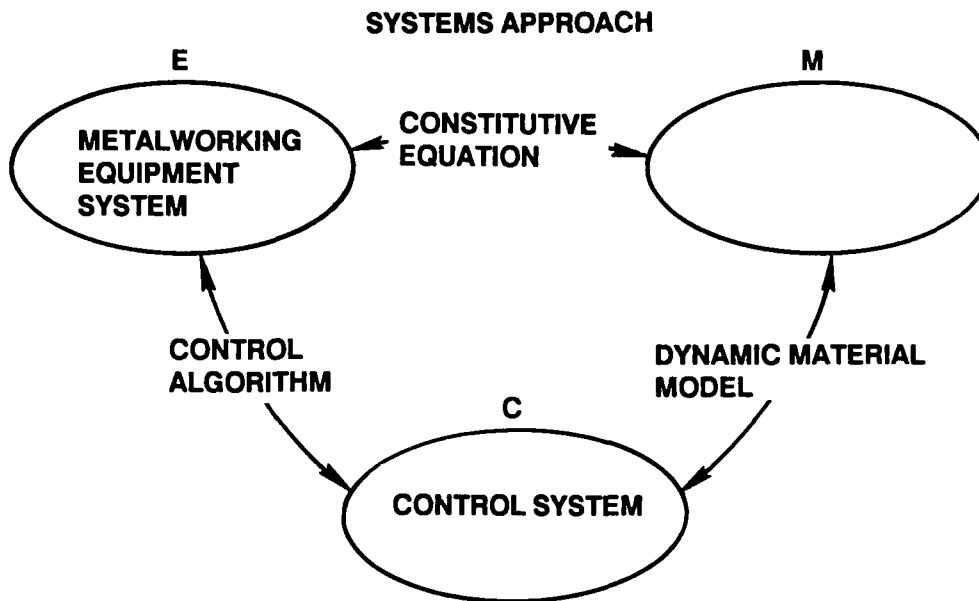 SYSTEMS APPROACH
E
M
METALWORKING
EQUIPMENT
SYSTEM
CONSTITUTIVE
EQUATION
CONTROL
ALGORITHM
DYNAMIC MATERIAL
MODEL
C
CONTROL SYSTEM